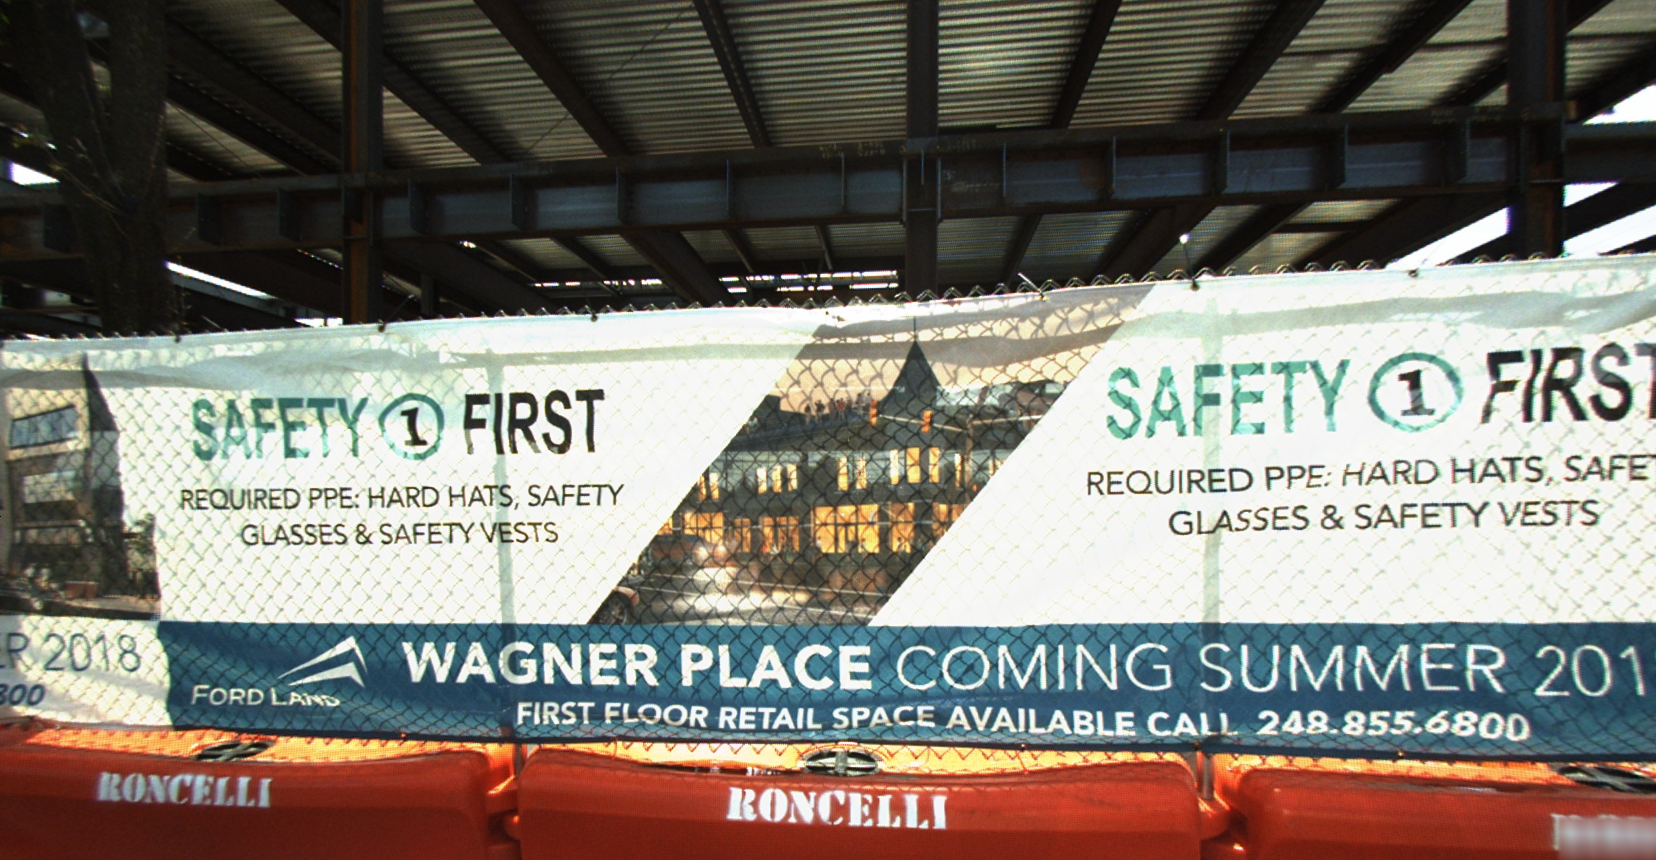 SAFETY 1 FIRST
REQUIRED PPE: HARD HATS, SAFETY
GLASSES & SAFETY VESTS
SAFETY 1 FIRST
REQUIRED PPE: HARD HATS, SAFE
GLASSES & SAFETY VESTS
ER 2018
800
FORD LAND
WAGNER PLACE COMING SUMMER 201
FIRST FLOOR RETAIL SPACE AVAILABLE CALL 248.855.6800
RONCELLI
RONCELLI